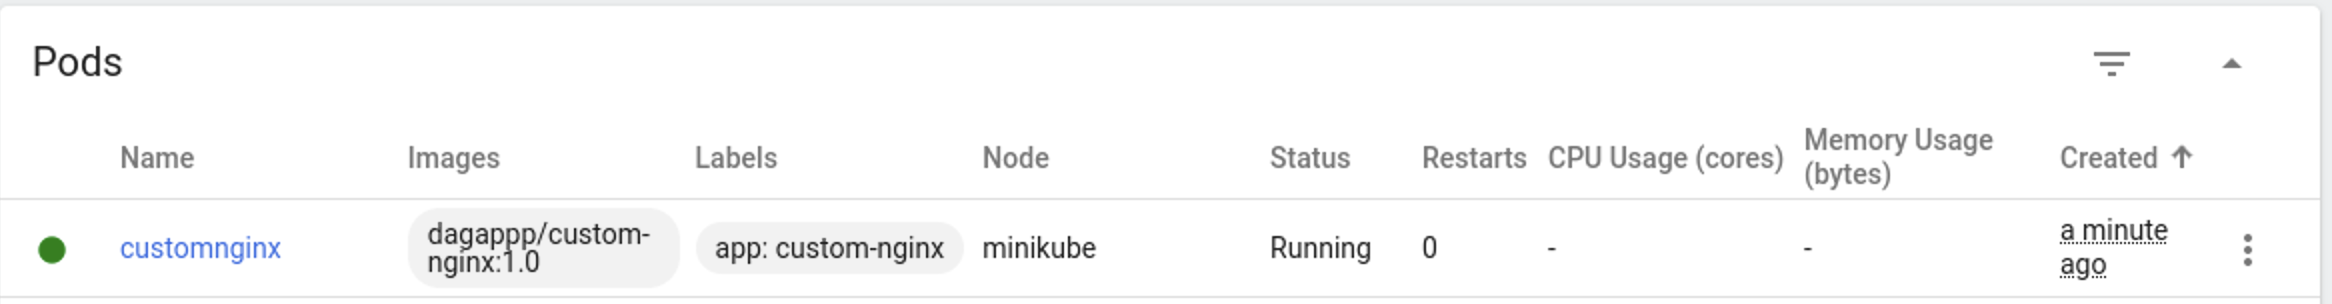 Pods
Name Images Labels Node Status Restarts CPU Usage (cores) Memory Usage (bytes) Created
customnginx dagappp/custom-nginx:1.0 app: custom-nginx minikube Running 0 - - a minute ago